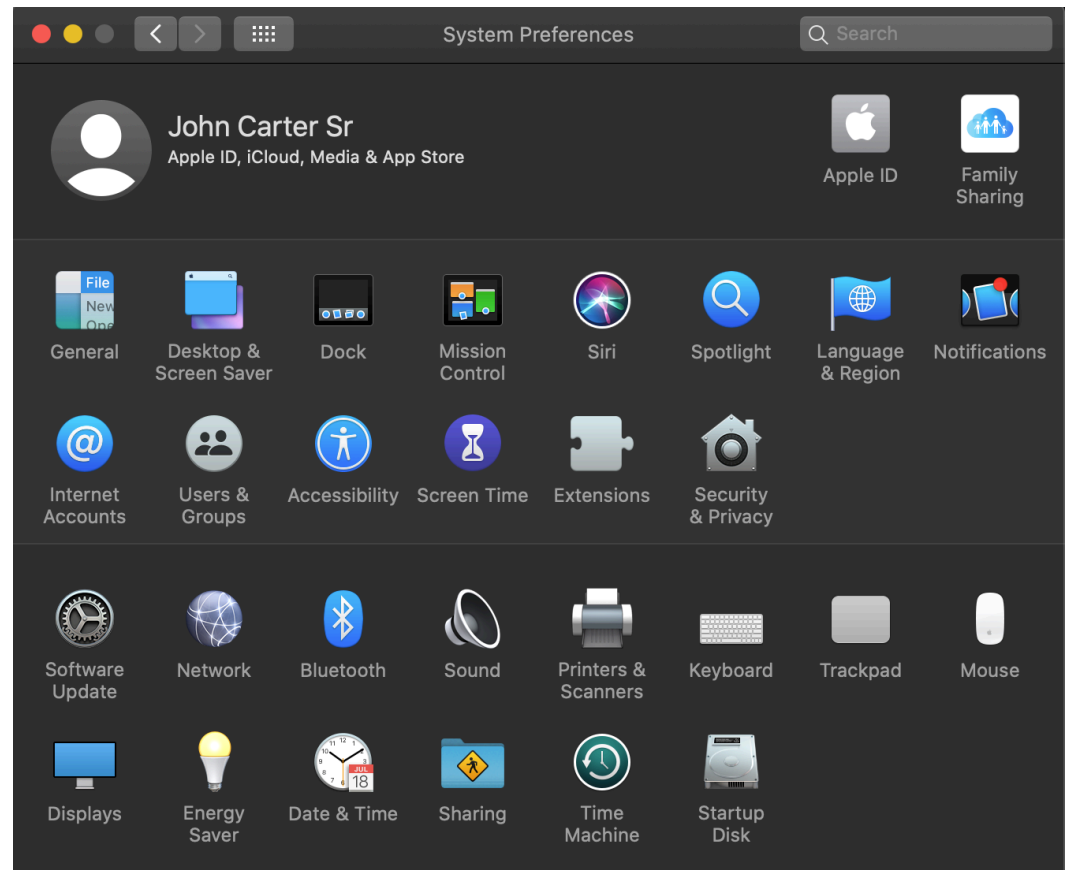 System Preferences
Search
John Carter Sr
Apple ID, iCloud, Media & App Store
Apple ID
Family
Sharing
File
New
Ope
General
Desktop &
Screen Saver
Dock
Mission
Control
Siri
Spotlight
Language
& Region
Notifications
@
Internet
Accounts
Users &
Groups
Accessibility
Screen Time
Extensions
Security
& Privacy
Software
Update
Network
Bluetooth
Sound
Printers &
Scanners
Keyboard
Trackpad
Mouse
Displays
Energy
Saver
JUL
18
Date & Time
Sharing
Time
Machine
Startup
Disk